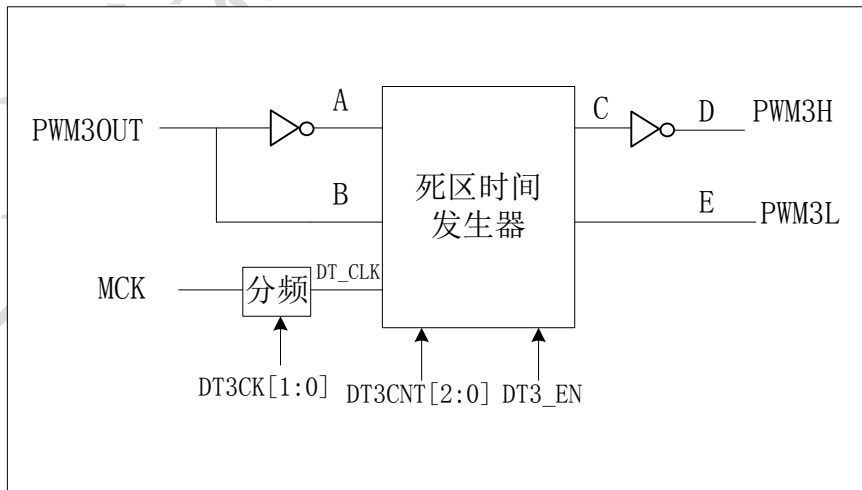 PWM3OUT
A
B
MCK
分频
DT_CLK
死区时间
发生器
C
D
PWM3H
E
PWM3L
DT3CK[1:0]
DT3CNT[2:0]
DT3_EN